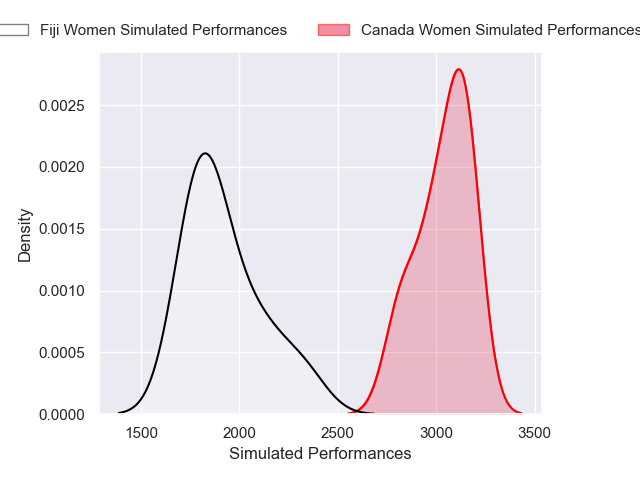 Fiji Women Simulated Performances
Canada Women Simulated Performances
0.0025
0.0020
0.0015
0.0010
0.0005
0.0000
Density
1500 2000 2500 3000 3500
Simulated Performances